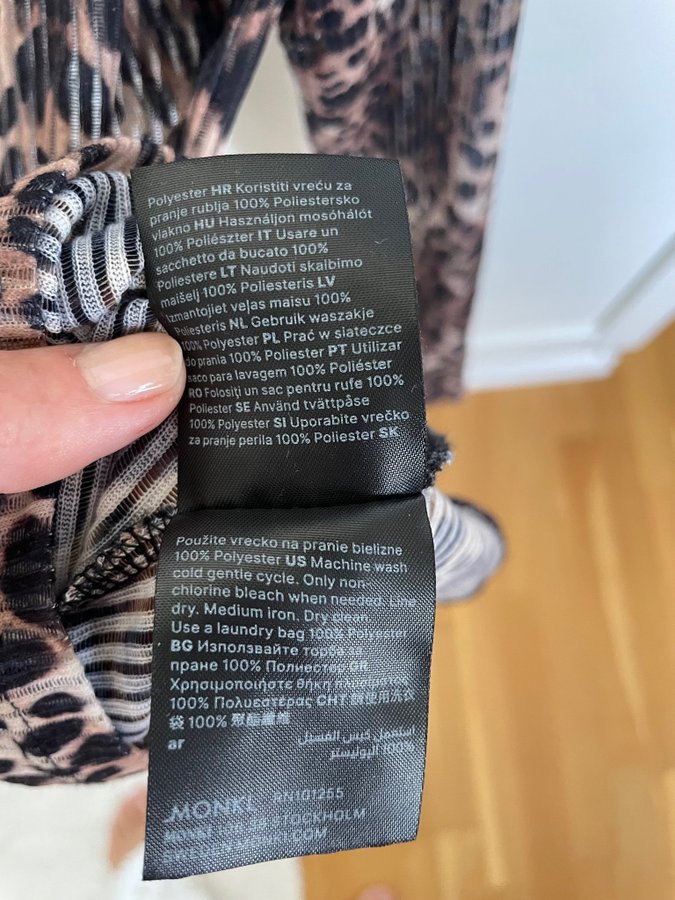 Polyester HR Koristiti vreću za
pranje rublja 100% Poliestersko
vlakno HU Használjon mosóhálót
100% Poliészter IT Usare un
sacchetto da bucato 100%
Poliestere LT Naudoti skalbimo
maišelį 100% Poliesteris LV
Izmantojiet veļas maisu 100%
Poliesteris NL Gebruik waszakje
100% Polyester PL Prać w siateczce
do prania 100% Poliester PT Utilizar
saco para lavagem 100% Poliéster
RO Folosiți un sac pentru rufe 100%
Poliester SE Använd tvättpåse
100% Polyester SI Uporabite vrečko
za pranje perila 100% Poliester SK
Použite vrecko na pranie bielizne
100% Polyester US Machine wash
cold gentle cycle. Only non-
chlorine bleach when needed. Line
dry. Medium iron. Dry clean
Use a laundry bag 100% Polyester
BG Използвайте торба за
пране 100% Полиестер GR
Χρησιμοποιήστε θήκη πλυσίματος
100% Πολυεστέρας CHT 請使用洗衣
袋 100% 聚酯纖維
ar استعمل كيس الغسيل
100% البوليستر
MONKI RN101255
MONKI STOCKHOLM
SWEDEN MONKI.COM